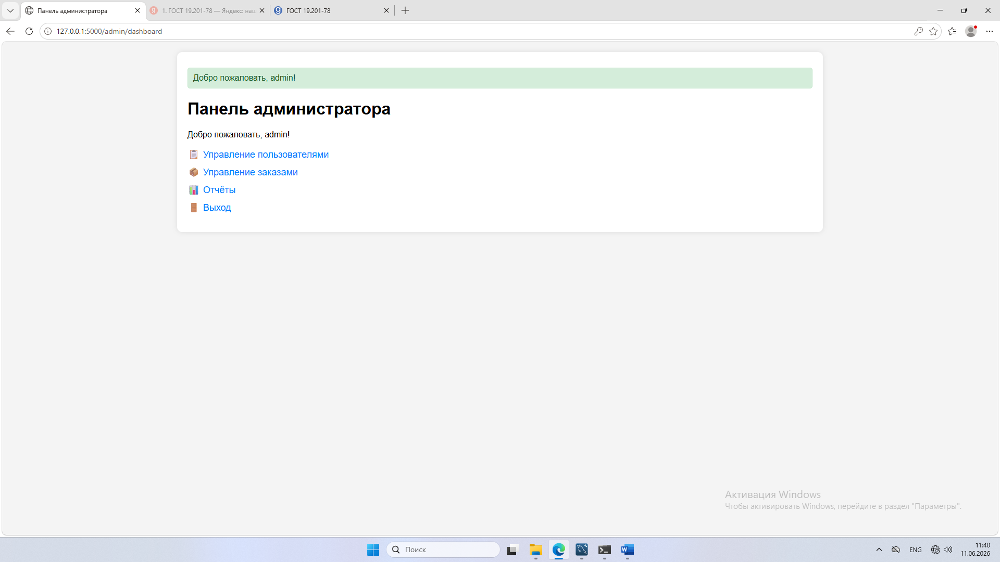 Панель администратора
1. ГОСТ 19.201-78 — Яндекс: наш
ГОСТ 19.201-78
127.0.0.1:5000/admin/dashboard
Добро пожаловать, admin!
Панель администратора
Добро пожаловать, admin!
Управление пользователями
Управление заказами
Отчёты
Выход
Активация Windows
Чтобы активировать Windows, перейдите в раздел "Параметры".
Поиск
ENG
11:40
11.06.2026